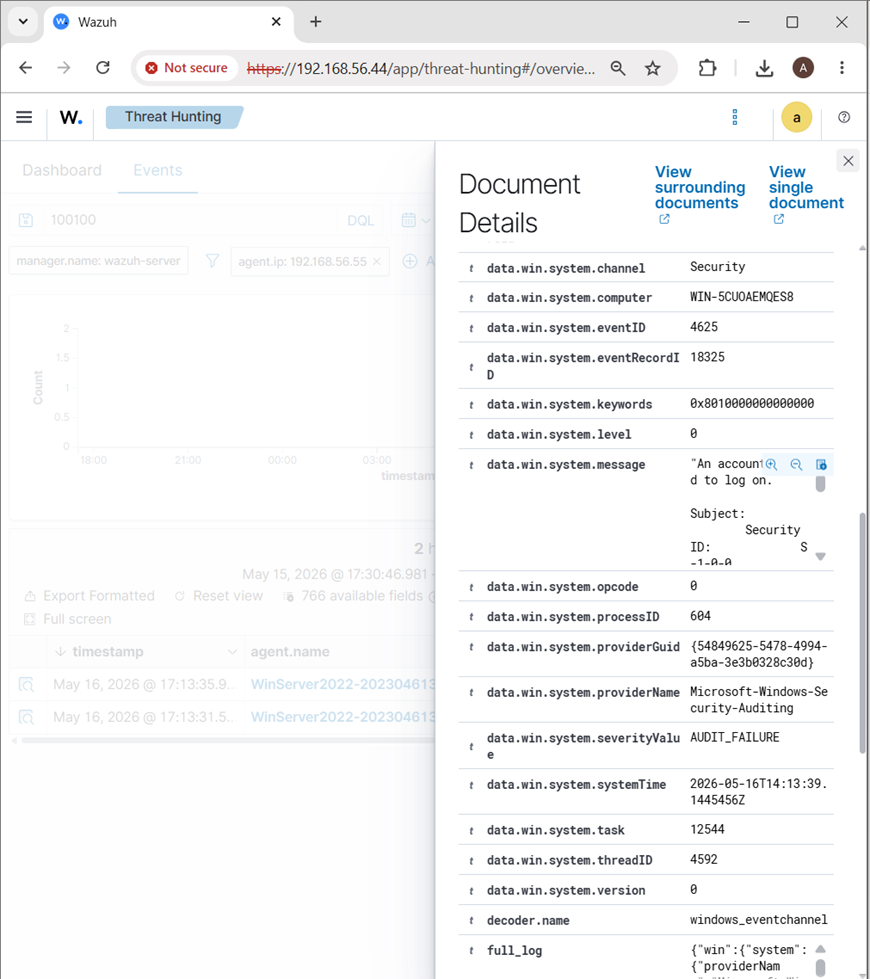 Wazuh
Not secure https://192.168.56.44/app/threat-hunting#/overvie...
A
W. Threat Hunting a
Dashboard Events
100100 DQL
manager.name: wazuh-server agent.ip: 192.168.56.55
2
1.5
1
0.5
0
Count
18:00 21:00 00:00 03:00
timestam
2 h
May 15, 2026 @ 17:30:46.981 -
Export Formatted Reset view 766 available fields
Full screen
timestamp agent.name
May 16, 2026 @ 17:13:35.9.. WinServer2022-202304613
May 16, 2026 @ 17:13:31.5... WinServer2022-202304613
Document
Details
View
surrounding
documents
View
single
document
t data.win.system.channel Security
t data.win.system.computer WIN-5CUOAEMQES8
t data.win.system.eventID 4625
t data.win.system.eventRecordI
D
18325
t data.win.system.keywords 0x8010000000000000
t data.win.system.level 0
t data.win.system.message "An account
d to log on.
Subject:
Security
ID: S
-1-0-0
t data.win.system.opcode 0
t data.win.system.processID 604
t data.win.system.providerGuid {54849625-5478-4994-
a5ba-3e3b0328c30d}
t data.win.system.providerName Microsoft-Windows-Se
curity-Auditing
t data.win.system.severityValu
e
AUDIT_FAILURE
t data.win.system.systemTime 2026-05-16T14:13:39.
1445456Z
t data.win.system.task 12544
t data.win.system.threadID 4592
t data.win.system.version 0
t decoder.name windows_eventchannel
t full_log {"win":{"system":
{"providerNam